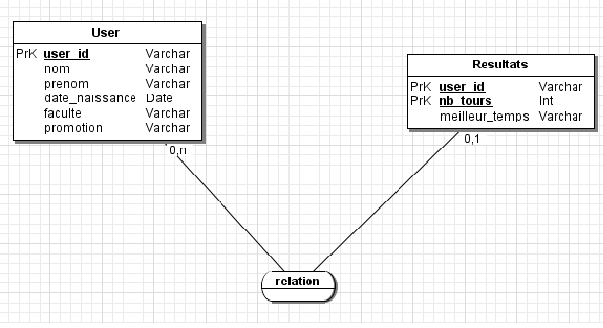 User
PrK user_id Varchar
nom Varchar
prenom Varchar
date_naissance Date
faculte Varchar
promotion Varchar
0,n
Resultats
PrK user_id Varchar
PrK nb_tours Int
meilleur_temps Varchar
0,1
relation